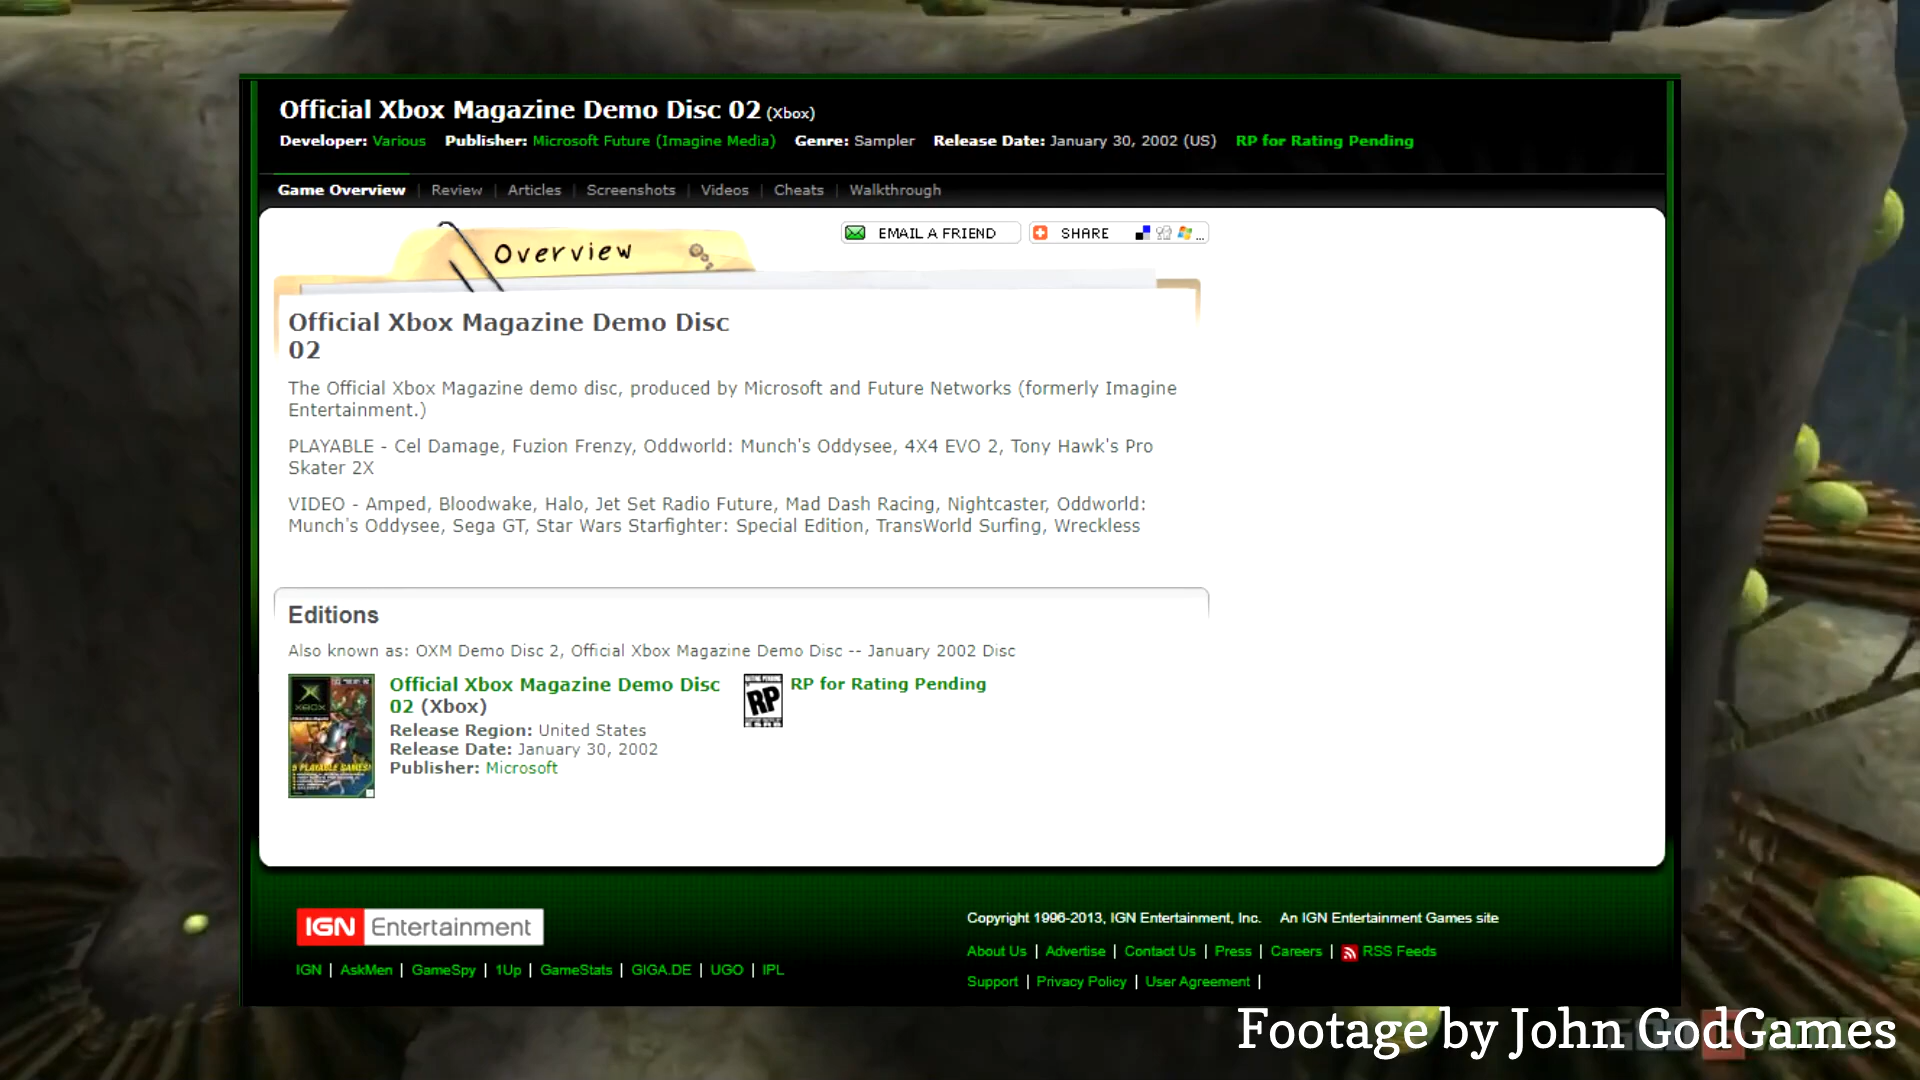 Official Xbox Magazine Demo Disc 02 (Xbox)
Developer: Various Publisher: Microsoft Future (Imagine Media) Genre: Sampler Release Date: January 30, 2002 (US) RP for Rating Pending
Game Overview | Review | Articles | Screenshots | Videos | Cheats | Walkthrough
Overview
EMAIL A FRIEND SHARE ...
Official Xbox Magazine Demo Disc
02
The Official Xbox Magazine demo disc, produced by Microsoft and Future Networks (formerly Imagine
Entertainment.)
PLAYABLE - Cel Damage, Fuzion Frenzy, Oddworld: Munch's Oddysee, 4X4 EVO 2, Tony Hawk's Pro
Skater 2X
VIDEO - Amped, Bloodwake, Halo, Jet Set Radio Future, Mad Dash Racing, Nightcaster, Oddworld:
Munch's Oddysee, Sega GT, Star Wars Starfighter: Special Edition, TransWorld Surfing, Wreckless
Editions
Also known as: OXM Demo Disc 2, Official Xbox Magazine Demo Disc -- January 2002 Disc
XBOX
5 PLAYABLE GAMES!
Official Xbox Magazine Demo Disc
02 (Xbox)
Release Region: United States
Release Date: January 30, 2002
Publisher: Microsoft
RATING PENDING
RP
RP for Rating Pending
IGN Entertainment
IGN | AskMen | GameSpy | 1Up | GameStats | GIGA.DE | UGO | IPL
Copyright 1996-2013, IGN Entertainment, Inc. An IGN Entertainment Games site
About Us | Advertise | Contact Us | Press | Careers | RSS Feeds
Support | Privacy Policy | User Agreement |
Footage by John GodGames